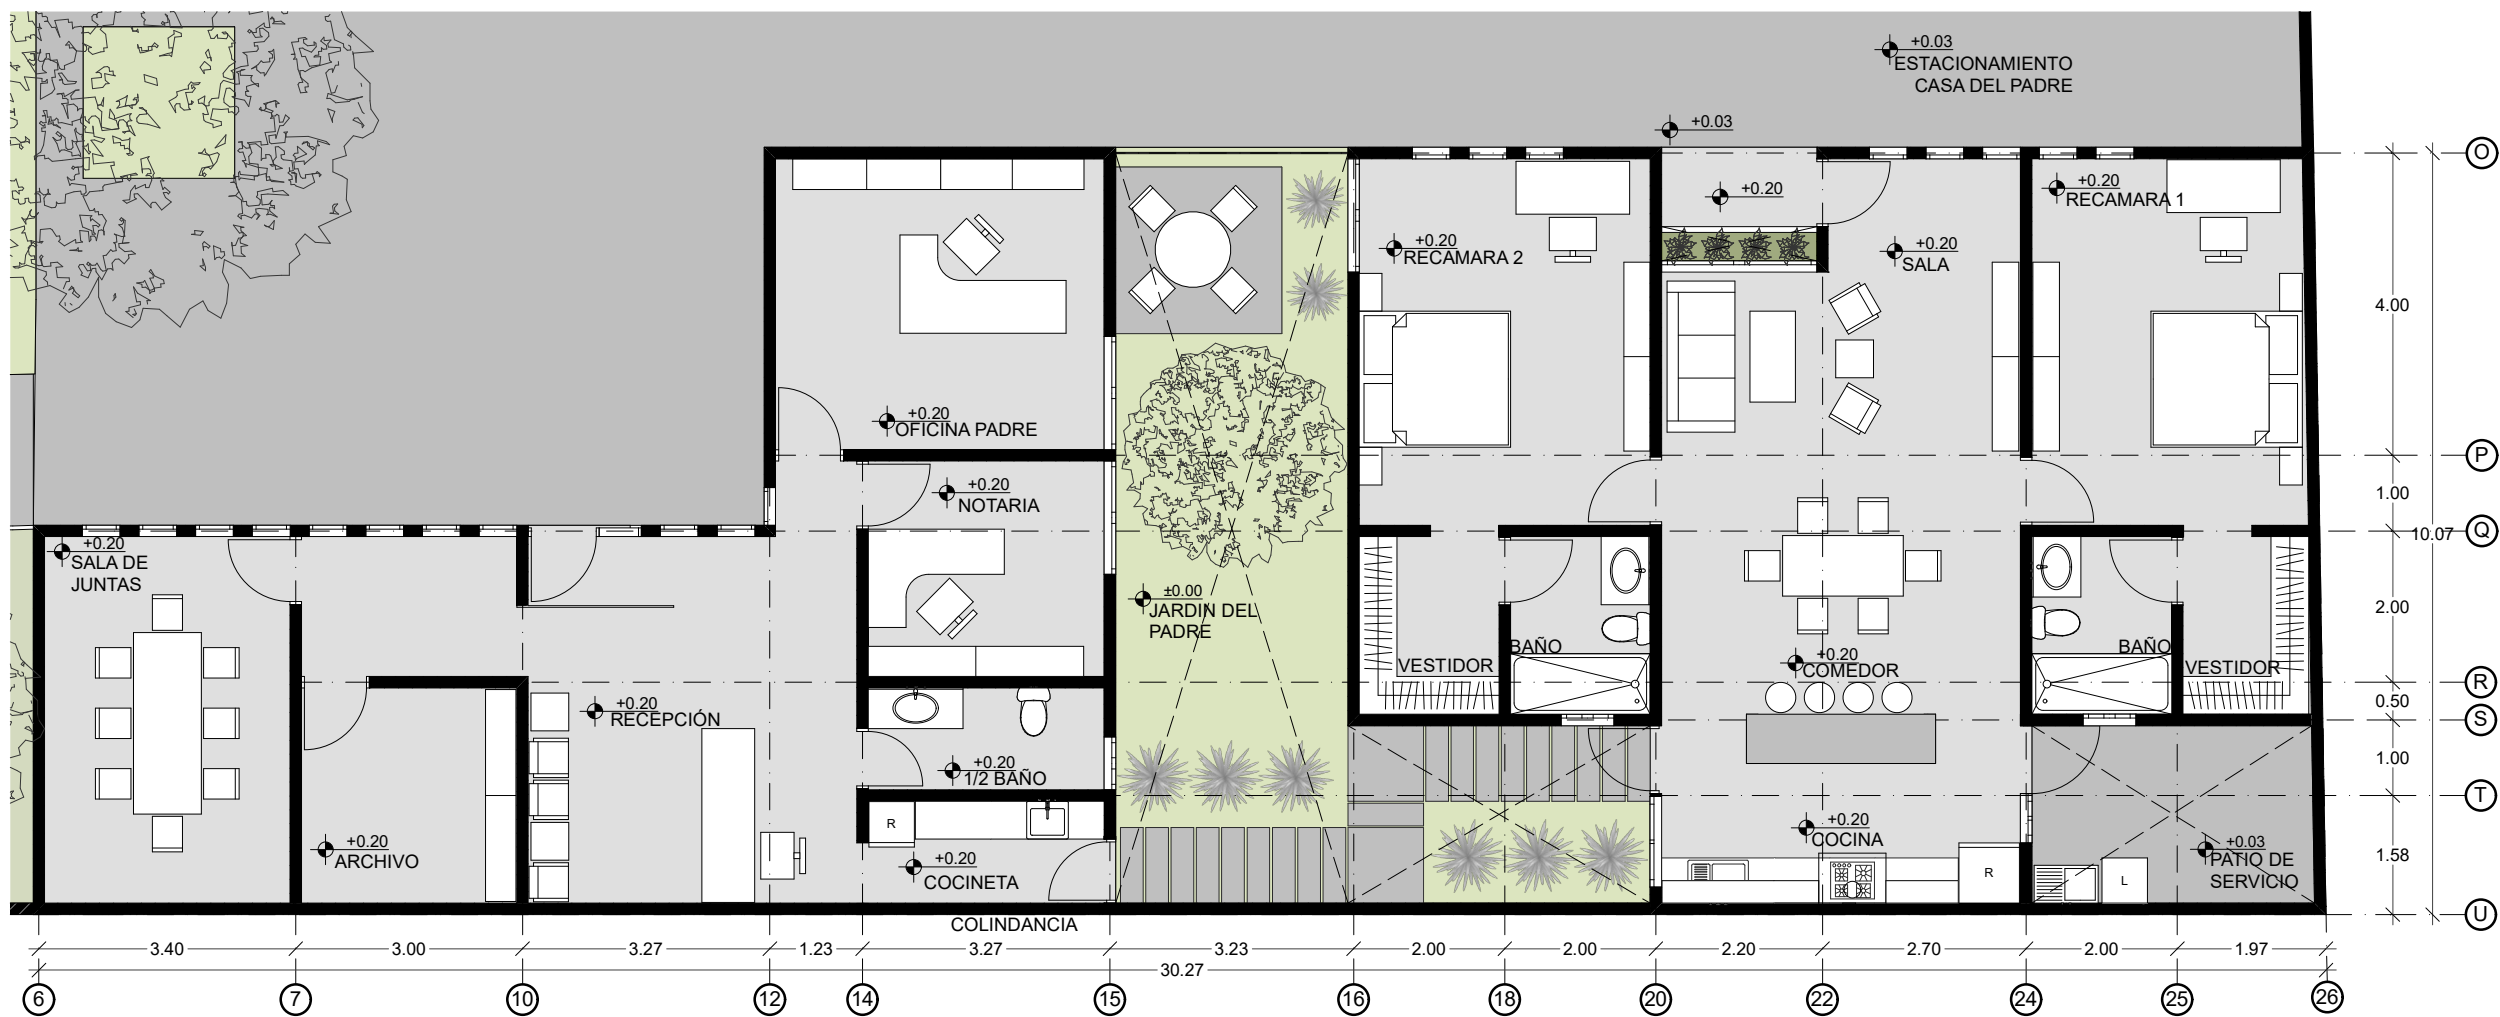 +0.03
ESTACIONAMIENTO
CASA DEL PADRE
+0.03
O
+0.20
+0.20
RECAMARA 1
+0.20
RECAMARA 2
+0.20
SALA
4.00
+0.20
OFICINA PADRE
P
+0.20
NOTARIA
1.00
Q
10.07
+0.20
SALA DE
JUNTAS
±0.00
JARDIN DEL
PADRE
2.00
BAÑO
BAÑO
VESTIDOR
+0.20
COMEDOR
VESTIDOR
R
0.50
+0.20
RECEPCIÓN
S
1.00
+0.20
1/2 BAÑO
T
R
+0.20
COCINA
+0.20
ARCHIVO
+0.03
PATIO DE
SERVICIO
1.58
+0.20
COCINETA
R
L
U
COLINDANCIA
3.40
3.00
3.27
1.23
3.27
3.23
2.00
2.00
2.20
2.70
2.00
1.97
30.27
6
7
10
12
14
15
16
18
20
22
24
25
26